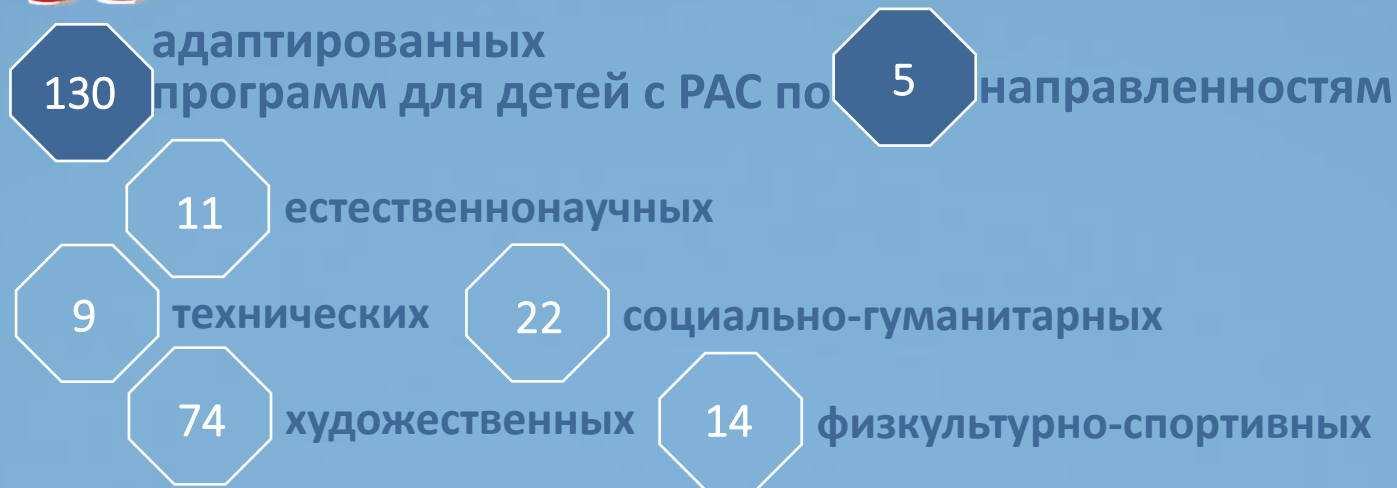 130 адаптированных
программ для детей с РАС по 5 направленностям
11 естественнонаучных
9 технических 22 социально-гуманитарных
74 художественных 14 физкультурно-спортивных